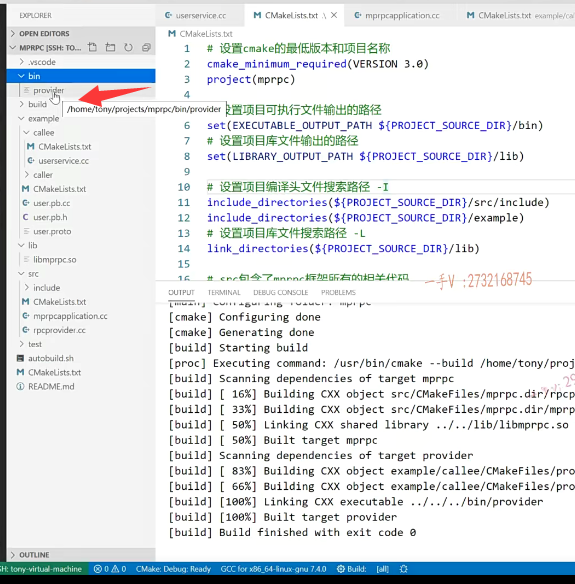 EXPLORER
userservice.cc
CMakeLists.txt .\
mprpcapplication.cc
CMakeLists.txt example/cal
OPEN EDITORS
MPRPC [SSH: TO...
CMakeLists.txt
.vscode
bin
provider
/home/tony/projects/mprpc/bin/provider
build
example
callee
CMakeLists.txt
userservice.cc
caller
CMakeLists.txt
user.pb.cc
user.pb.h
user.proto
lib
libmprpc.so
src
include
CMakeLists.txt
mprpcapplication.cc
rpcprovider.cc
test
autobuild.sh
CMakeLists.txt
README.md
OUTLINE
1 # 设置cmake的最低版本和项目名称
2 cmake_minimum_required(VERSION 3.0)
3 project(mprpc)
设置项目可执行文件输出的路径
6 set(EXECUTABLE_OUTPUT_PATH ${PROJECT_SOURCE_DIR}/bin)
7 # 设置项目库文件输出的路径
8 set(LIBRARY_OUTPUT_PATH ${PROJECT_SOURCE_DIR}/lib)
9
10 # 设置项目编译头文件搜索路径 -I
11 include_directories(${PROJECT_SOURCE_DIR}/src/include)
12 include_directories(${PROJECT_SOURCE_DIR}/example)
13 # 设置项目库文件搜索路径 -L
14 link_directories(${PROJECT_SOURCE_DIR}/lib)
15
16 # src包含了mprpc框架所有的相关代码
一手V :2732168745
OUTPUT TERMINAL DEBUG CONSOLE PROBLEMS
[main] Configuring folder: mprpc
[cmake] Configuring done
[cmake] Generating done
[build] Starting build
[proc] Executing command: /usr/bin/cmake --build /home/tony/proj
[build] Scanning dependencies of target mprpc
[build] [ 16%] Building CXX object src/CMakeFiles/mprpc.dir/rpcp
[build] [ 33%] Building CXX object src/CMakeFiles/mprpc.dir/mprp
[build] [ 50%] Linking CXX shared library ../../lib/libmprpc.so
[build] [ 50%] Built target mprpc
[build] Scanning dependencies of target provider
[build] [ 83%] Building CXX object example/callee/CMakeFiles/pro
[build] [ 66%] Building CXX object example/callee/CMakeFiles/pro
[build] [100%] Linking CXX executable ../../../bin/provider
[build] [100%] Built target provider
[build] Build finished with exit code 0
SH: tony-virtual-machine 0 0 CMake: Debug: Ready GCC for x86_64-linux-gnu 7.4.0 Build: [all]